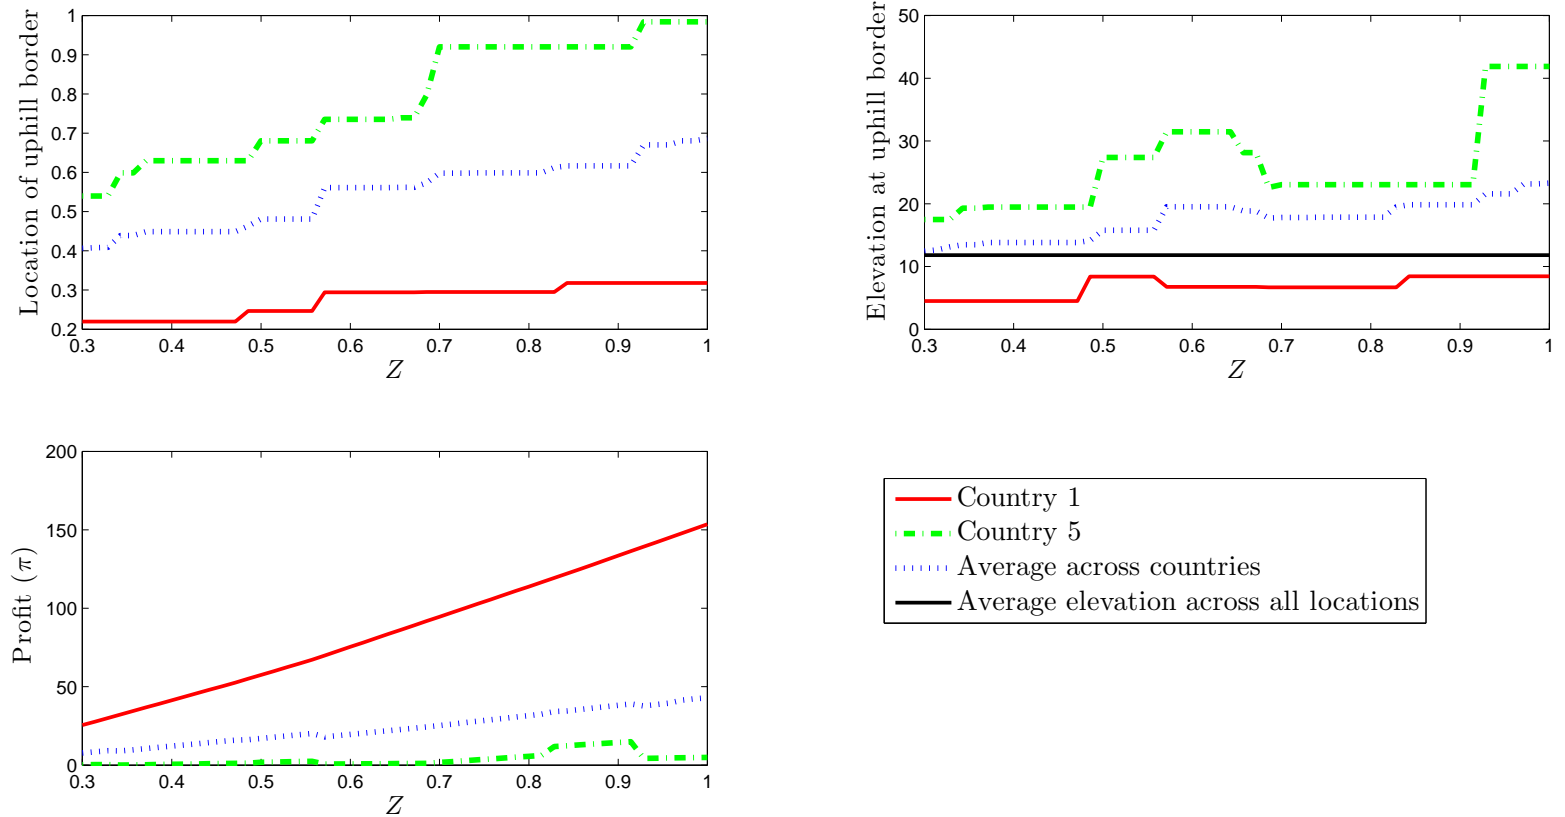 Location of uphill border
1
0.9
0.8
0.7
0.6
0.5
0.4
0.3
0.2
0.3 0.4 0.5 0.6 0.7 0.8 0.9 1
Z
Elevation at uphill border
50
40
30
20
10
0
0.3 0.4 0.5 0.6 0.7 0.8 0.9 1
Z
Profit (π)
200
150
100
50
0
0.3 0.4 0.5 0.6 0.7 0.8 0.9 1
Z
Country 1
Country 5
Average across countries
Average elevation across all locations